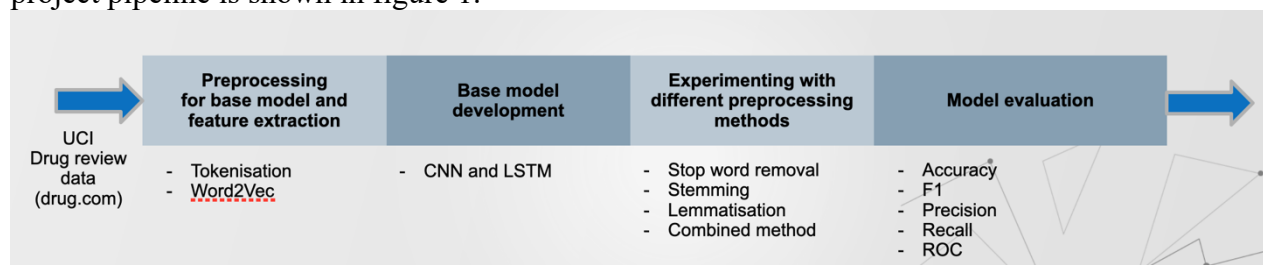 project pipeline is shown in figure 1.
Preprocessing
for base model and
feature extraction
Base model
development
Experimenting with
different preprocessing
methods
Model evaluation
UCI
Drug review
data
(drug.com)
- Tokenisation
- Word2Vec
- CNN and LSTM
- Stop word removal
- Stemming
- Lemmatisation
- Combined method
- Accuracy
- F1
- Precision
- Recall
- ROC